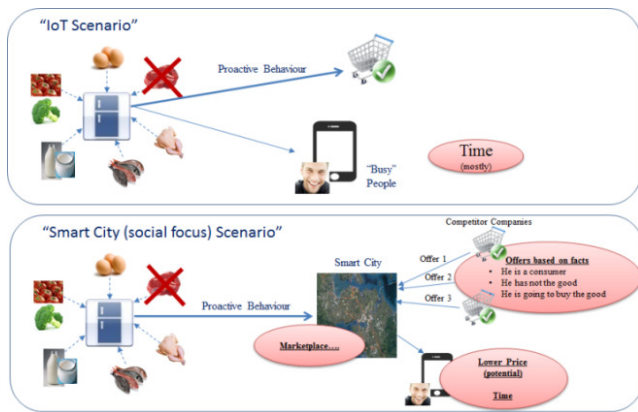 "IoT Scenario"
Proactive Behaviour
"Busy"
People
Time
(mostly)
"Smart City (social focus) Scenario"
Competitor Companies
Smart City
Offer 1
Offer 2
Offer 3
Offers based on facts
• He is a consumer
• He has not the good
• He is going to buy the good
Proactive Behaviour
Marketplace....
Lower Price
(potential)
Time